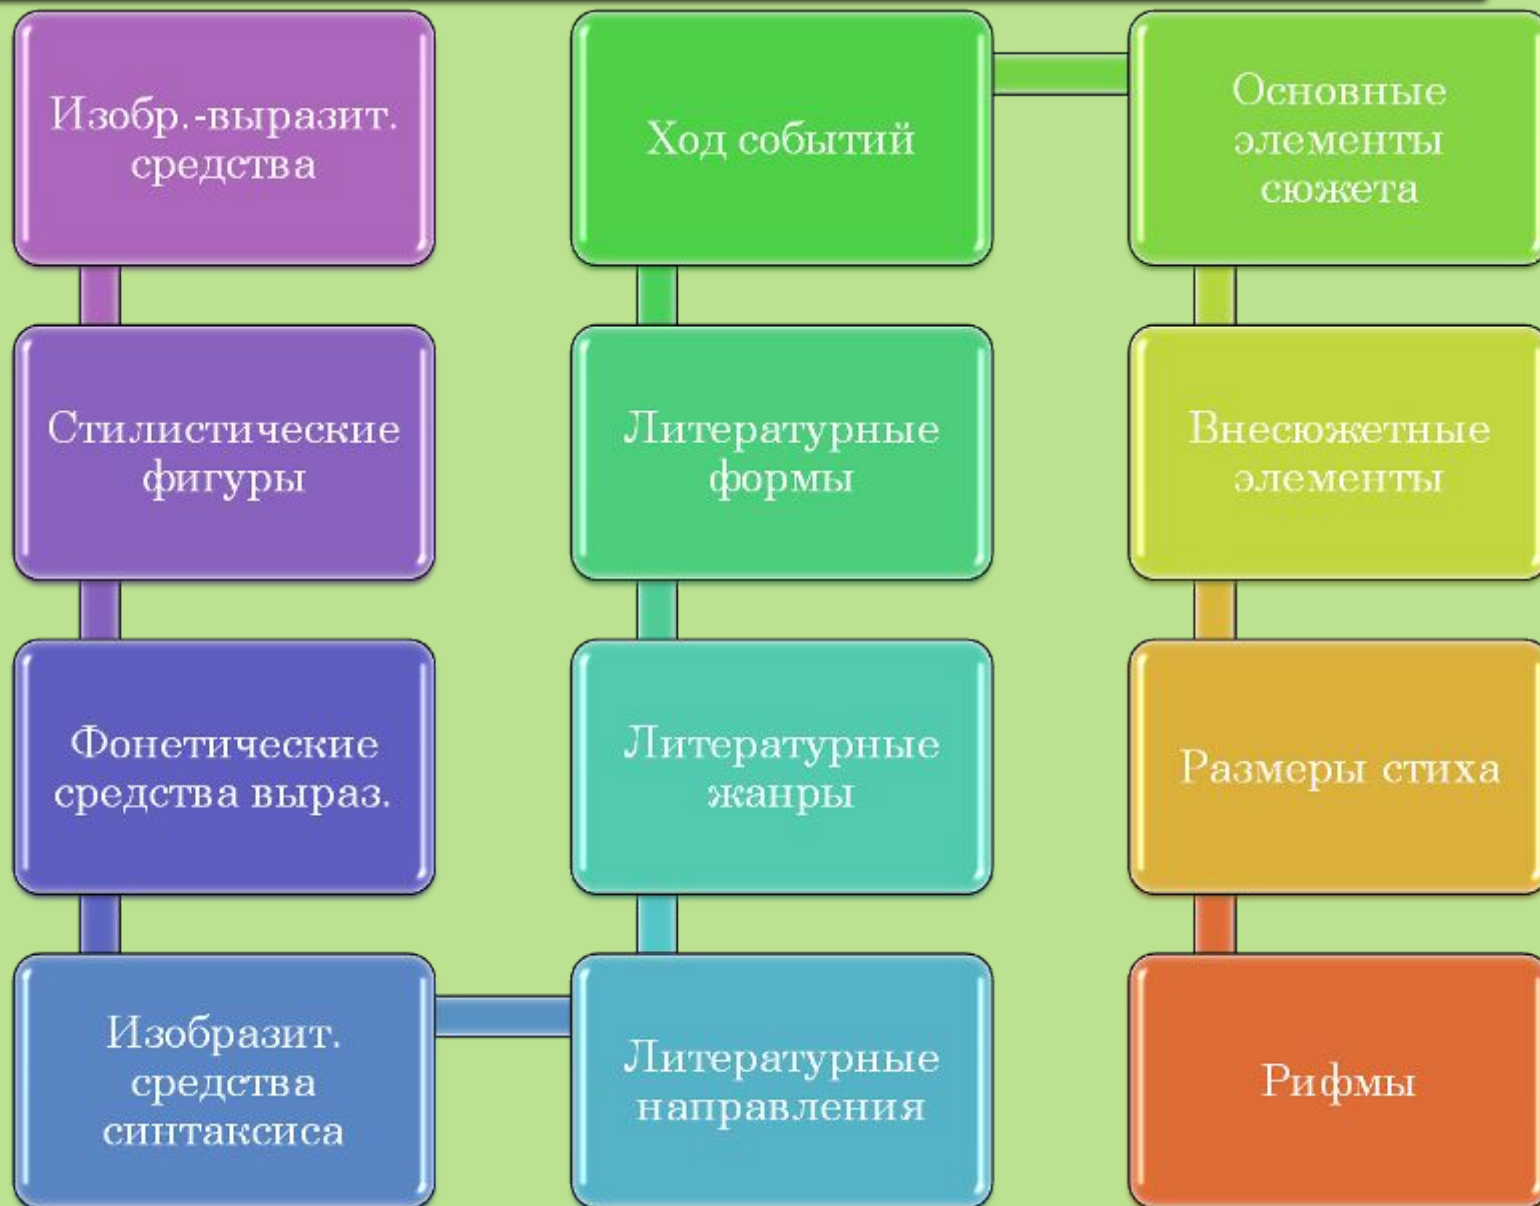 Изобр.-выразит.
средства
Стилистические
фигуры
Фонетические
средства выраз.
Изобразит.
средства
синтаксиса
Литературные
направления
Литературные
жанры
Литературные
формы
Ход событий
Основные
элементы
сюжета
Внесюжетные
элементы
Размеры стиха
Рифмы